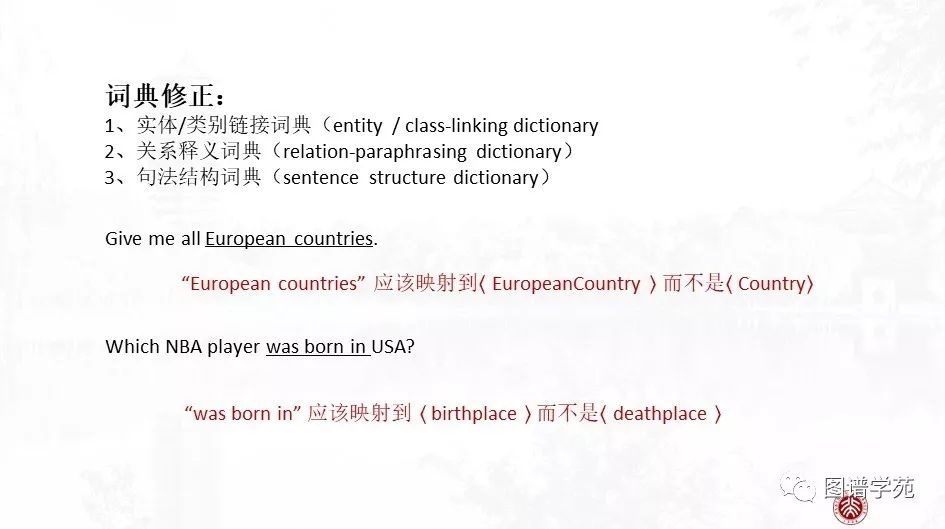 词典修正：
1、实体/类别链接词典（entity / class-linking dictionary
2、关系释义词典（relation-paraphrasing dictionary）
3、句法结构词典（sentence structure dictionary）
Give me all European countries.
“European countries” 应该映射到〈 EuropeanCountry 〉而不是〈 Country〉
Which NBA player was born in USA?
“was born in” 应该映射到〈 birthplace 〉而不是〈 deathplace 〉
图谱学苑